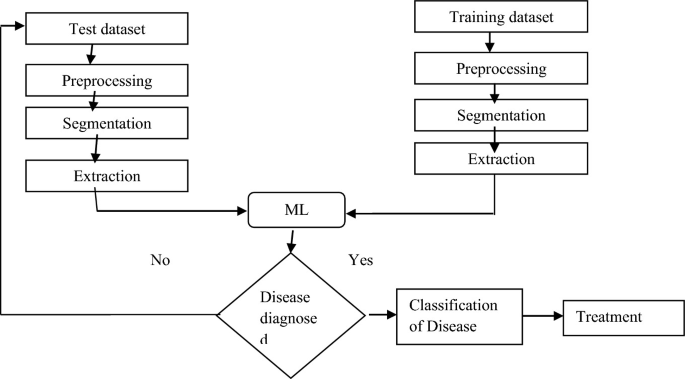 Test dataset
Preprocessing
Segmentation
Extraction
Training dataset
Preprocessing
Segmentation
Extraction
ML
No
Yes
Disease
diagnose
d
Classification
of Disease
Treatment